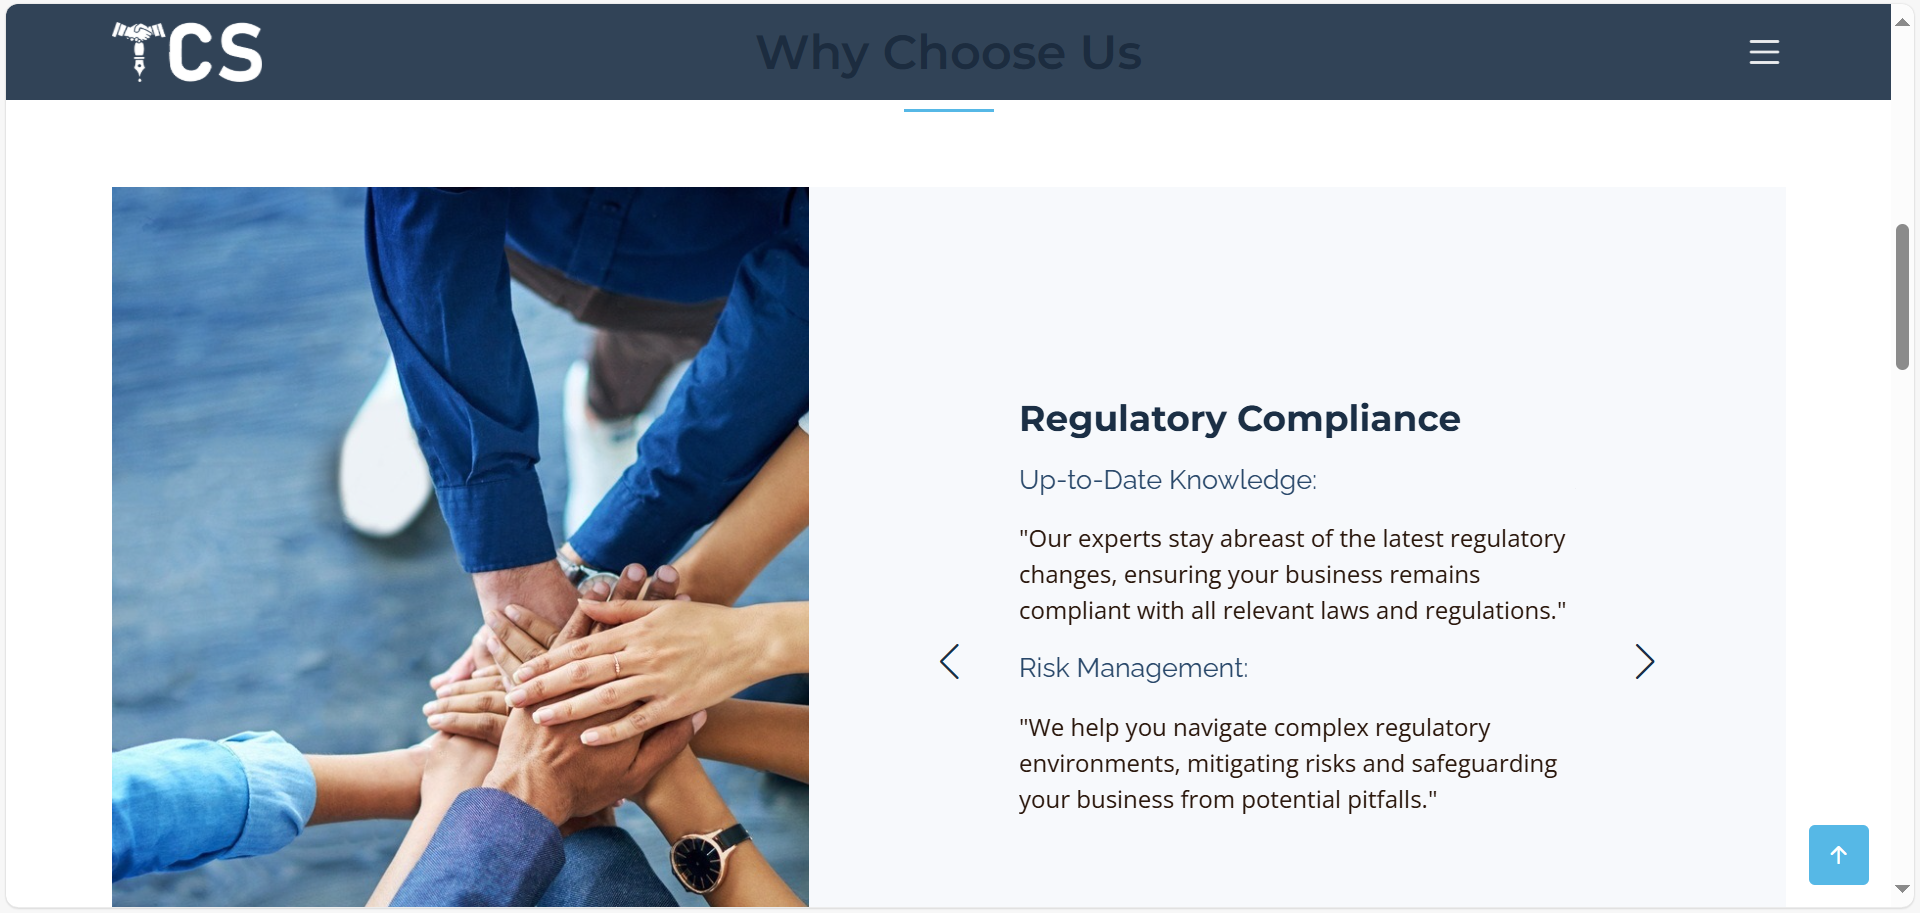 TCS
Why Choose Us
Regulatory Compliance
Up-to-Date Knowledge:
"Our experts stay abreast of the latest regulatory
changes, ensuring your business remains
compliant with all relevant laws and regulations."
Risk Management:
"We help you navigate complex regulatory
environments, mitigating risks and safeguarding
your business from potential pitfalls."